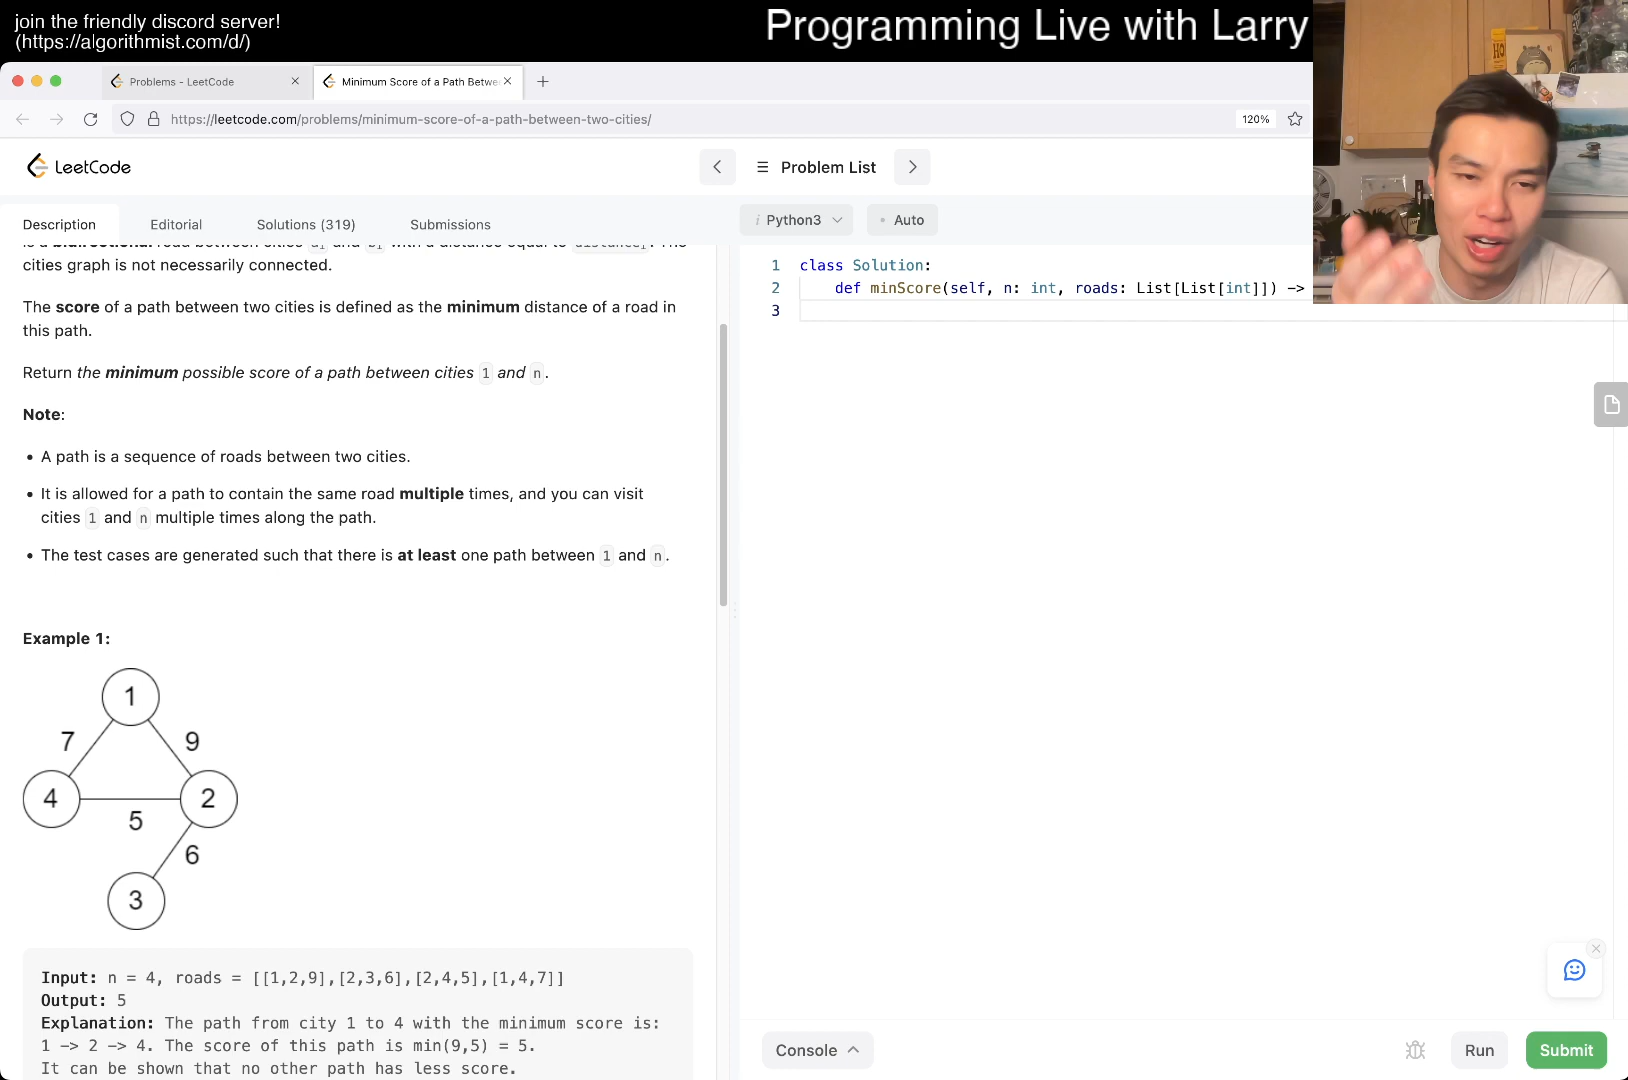 join the friendly discord server!
(https://algorithmist.com/d/)
Programming Live with Larry
Problems - LeetCode
Minimum Score of a Path Betwe
https://leetcode.com/problems/minimum-score-of-a-path-between-two-cities/
120%
LeetCode
Problem List
Description
Editorial
Solutions (319)
Submissions
Python3
Auto
cities graph is not necessarily connected.
The score of a path between two cities is defined as the minimum distance of a road in
this path.
Return the minimum possible score of a path between cities 1 and n.
Note:
• A path is a sequence of roads between two cities.
• It is allowed for a path to contain the same road multiple times, and you can visit
cities 1 and n multiple times along the path.
• The test cases are generated such that there is at least one path between 1 and n.
Example 1:
1
7
9
4
2
5
6
3
Input: n = 4, roads = [[1,2,9],[2,3,6],[2,4,5],[1,4,7]]
Output: 5
Explanation: The path from city 1 to 4 with the minimum score is:
1 -> 2 -> 4. The score of this path is min(9,5) = 5.
It can be shown that no other path has less score.
1 class Solution:
2 def minScore(self, n: int, roads: List[List[int]]) ->
3
Console
Run
Submit